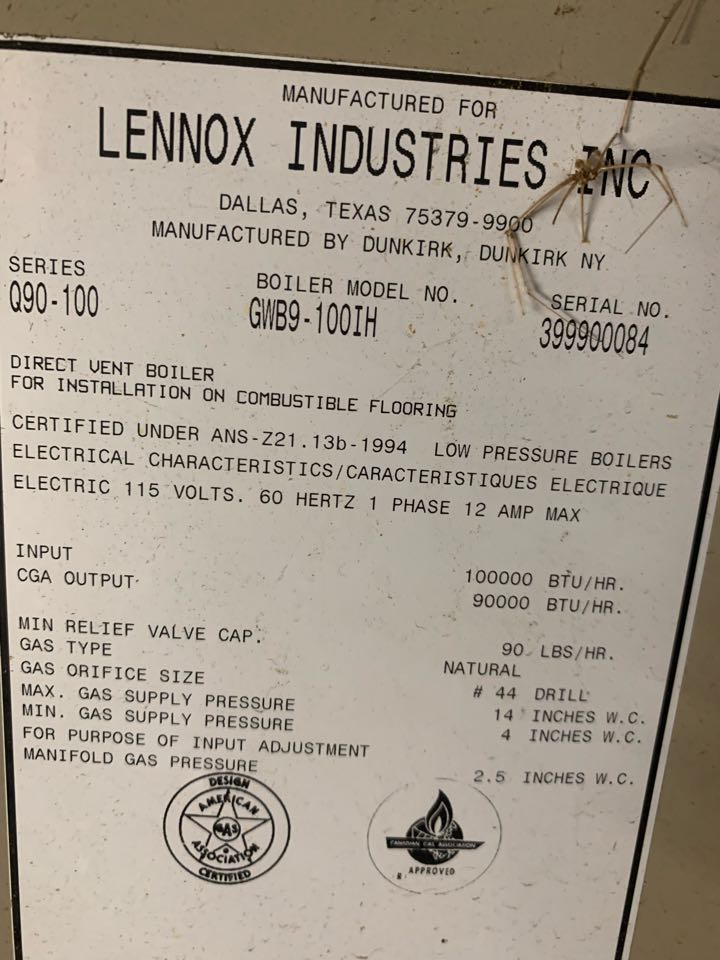 MANUFACTURED FOR
LENNOX INDUSTRIES INC
DALLAS, TEXAS 75379-9900
MANUFACTURED BY DUNKIRK, DUNKIRK NY
SERIES BOILER MODEL NO. SERIAL NO.
Q90-100 GWB9-100IH 399900084
DIRECT VENT BOILER
FOR INSTALLATION ON COMBUSTIBLE FLOORING
CERTIFIED UNDER ANS-Z21.13b-1994 LOW PRESSURE BOILERS
ELECTRICAL CHARACTERISTICS/CARACTERISTIQUES ELECTRIQUE
ELECTRIC 115 VOLTS. 60 HERTZ 1 PHASE 12 AMP MAX
INPUT 100000 BTU/HR.
CGA OUTPUT 90000 BTU/HR.
MIN RELIEF VALVE CAP. 90 LBS/HR.
GAS TYPE NATURAL
GAS ORIFICE SIZE # 44 DRILL
MAX. GAS SUPPLY PRESSURE 14 INCHES W.C.
MIN. GAS SUPPLY PRESSURE 4 INCHES W.C.
FOR PURPOSE OF INPUT ADJUSTMENT
MANIFOLD GAS PRESSURE 2.5 INCHES W.C.
DESIGN
AMERICAN
GAS
ASSOCIATION
CERTIFIED
CANADIAN GAS ASSOCIATION
APPROVED